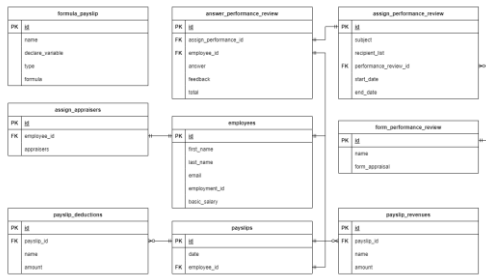 formula_payslip
PK id
name
declare_variable
type
formula
answer_performance_review
PK id
FK assign_performance_id
FK employee_id
answer
feedback
total
assign_performance_review
PK id
subject
recipient_list
FK performance_review_id
start_date
end_date
assign_appraisers
PK id
FK employee_id
appraisers
employees
PK id
first_name
last_name
email
employment_id
basic_salary
form_performance_review
PK id
name
form_appraisal
payslip_deductions
PK id
FK payslip_id
name
amount
payslips
PK id
date
FK employee_id
payslip_revenues
PK id
FK payslip_id
name
amount